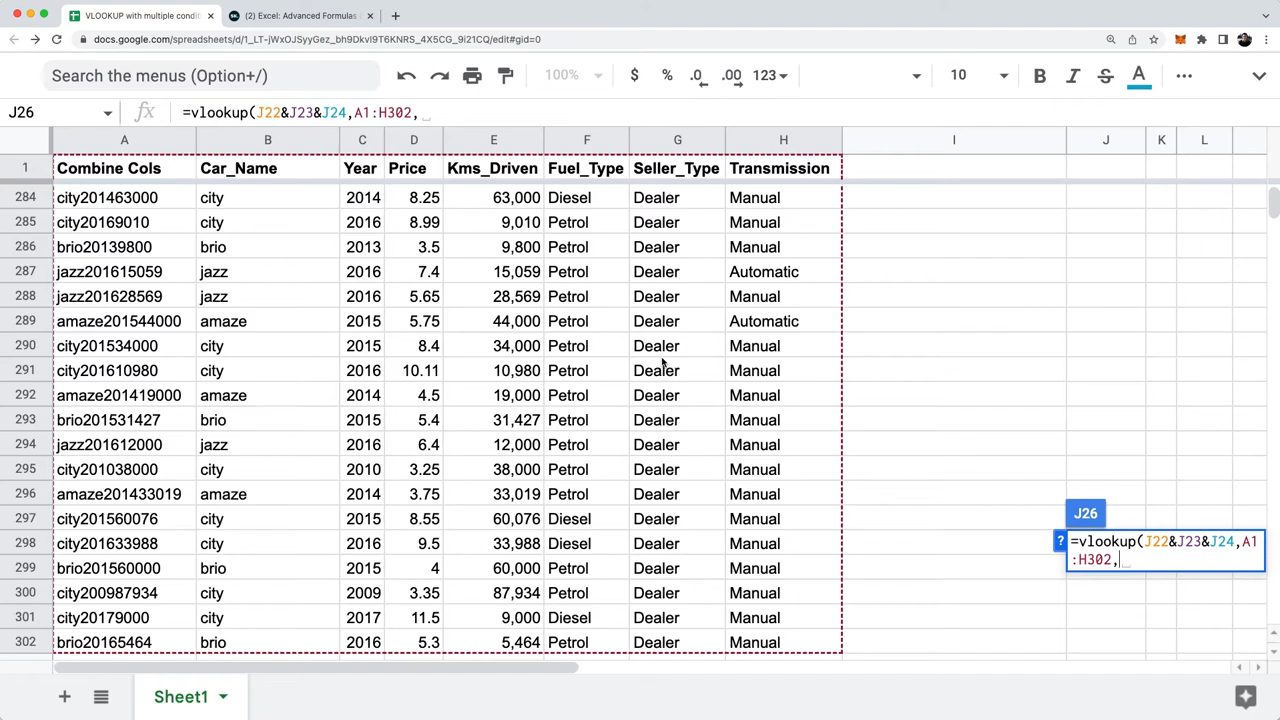 VLOOKUP with multiple conditi
(2) Excel: Advanced Formulas
docs.google.com/spreadsheets/d/1_LT-jWxOJSyyGez_bh9Dkvl9T6KNRS_4X5CG_9i21CQ/edit#gid=0
Search the menus (Option+/) 100% $ % .0 .00 123 10 B I S A
J26 fx =vlookup(J22&J23&J24,A1:H302,
A B C D E F G H I J K L
1 Combine Cols Car_Name Year Price Kms_Driven Fuel_Type Seller_Type Transmission
284 city201463000 city 2014 8.25 63,000 Diesel Dealer Manual
285 city20169010 city 2016 8.99 9,010 Petrol Dealer Manual
286 brio20139800 brio 2013 3.5 9,800 Petrol Dealer Manual
287 jazz201615059 jazz 2016 7.4 15,059 Petrol Dealer Automatic
288 jazz201628569 jazz 2016 5.65 28,569 Petrol Dealer Manual
289 amaze201544000 amaze 2015 5.75 44,000 Petrol Dealer Automatic
290 city201534000 city 2015 8.4 34,000 Petrol Dealer Manual
291 city201610980 city 2016 10.11 10,980 Petrol Dealer Manual
292 amaze201419000 amaze 2014 4.5 19,000 Petrol Dealer Manual
293 brio201531427 brio 2015 5.4 31,427 Petrol Dealer Manual
294 jazz201612000 jazz 2016 6.4 12,000 Petrol Dealer Manual
295 city201038000 city 2010 3.25 38,000 Petrol Dealer Manual
296 amaze201433019 amaze 2014 3.75 33,019 Petrol Dealer Manual
297 city201560076 city 2015 8.55 60,076 Diesel Dealer Manual
J26
298 city201633988 city 2016 9.5 33,988 Diesel Dealer Manual
? =vlookup(J22&J23&J24,A1
:H302,
299 brio201560000 brio 2015 4 60,000 Petrol Dealer Manual
300 city200987934 city 2009 3.35 87,934 Petrol Dealer Manual
301 city20179000 city 2017 11.5 9,000 Diesel Dealer Manual
302 brio20165464 brio 2016 5.3 5,464 Petrol Dealer Manual
Sheet1